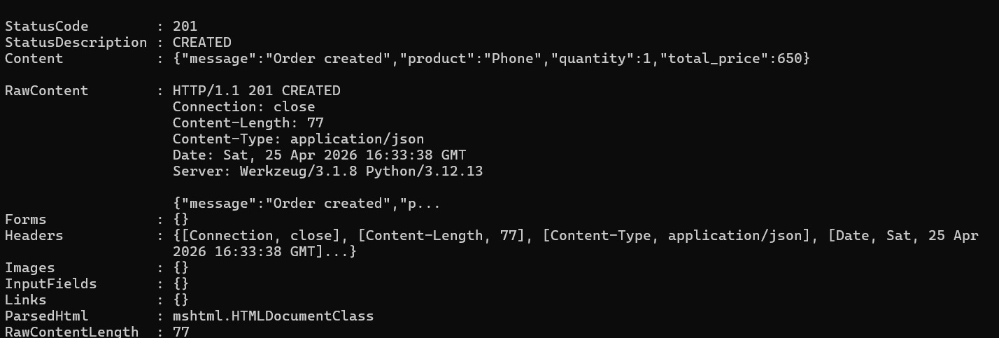 StatusCode        : 201
StatusDescription : CREATED
Content           : {"message":"Order created","product":"Phone","quantity":1,"total_price":650}
RawContent        : HTTP/1.1 201 CREATED
                    Connection: close
                    Content-Length: 77
                    Content-Type: application/json
                    Date: Sat, 25 Apr 2026 16:33:38 GMT
                    Server: Werkzeug/3.1.8 Python/3.12.13
                    {"message":"Order created","p...
Forms             : {}
Headers           : {[Connection, close], [Content-Length, 77], [Content-Type, application/json], [Date, Sat, 25 Apr
                    2026 16:33:38 GMT]...}
Images            : {}
InputFields       : {}
Links             : {}
ParsedHtml        : mshtml.HTMLDocumentClass
RawContentLength  : 77